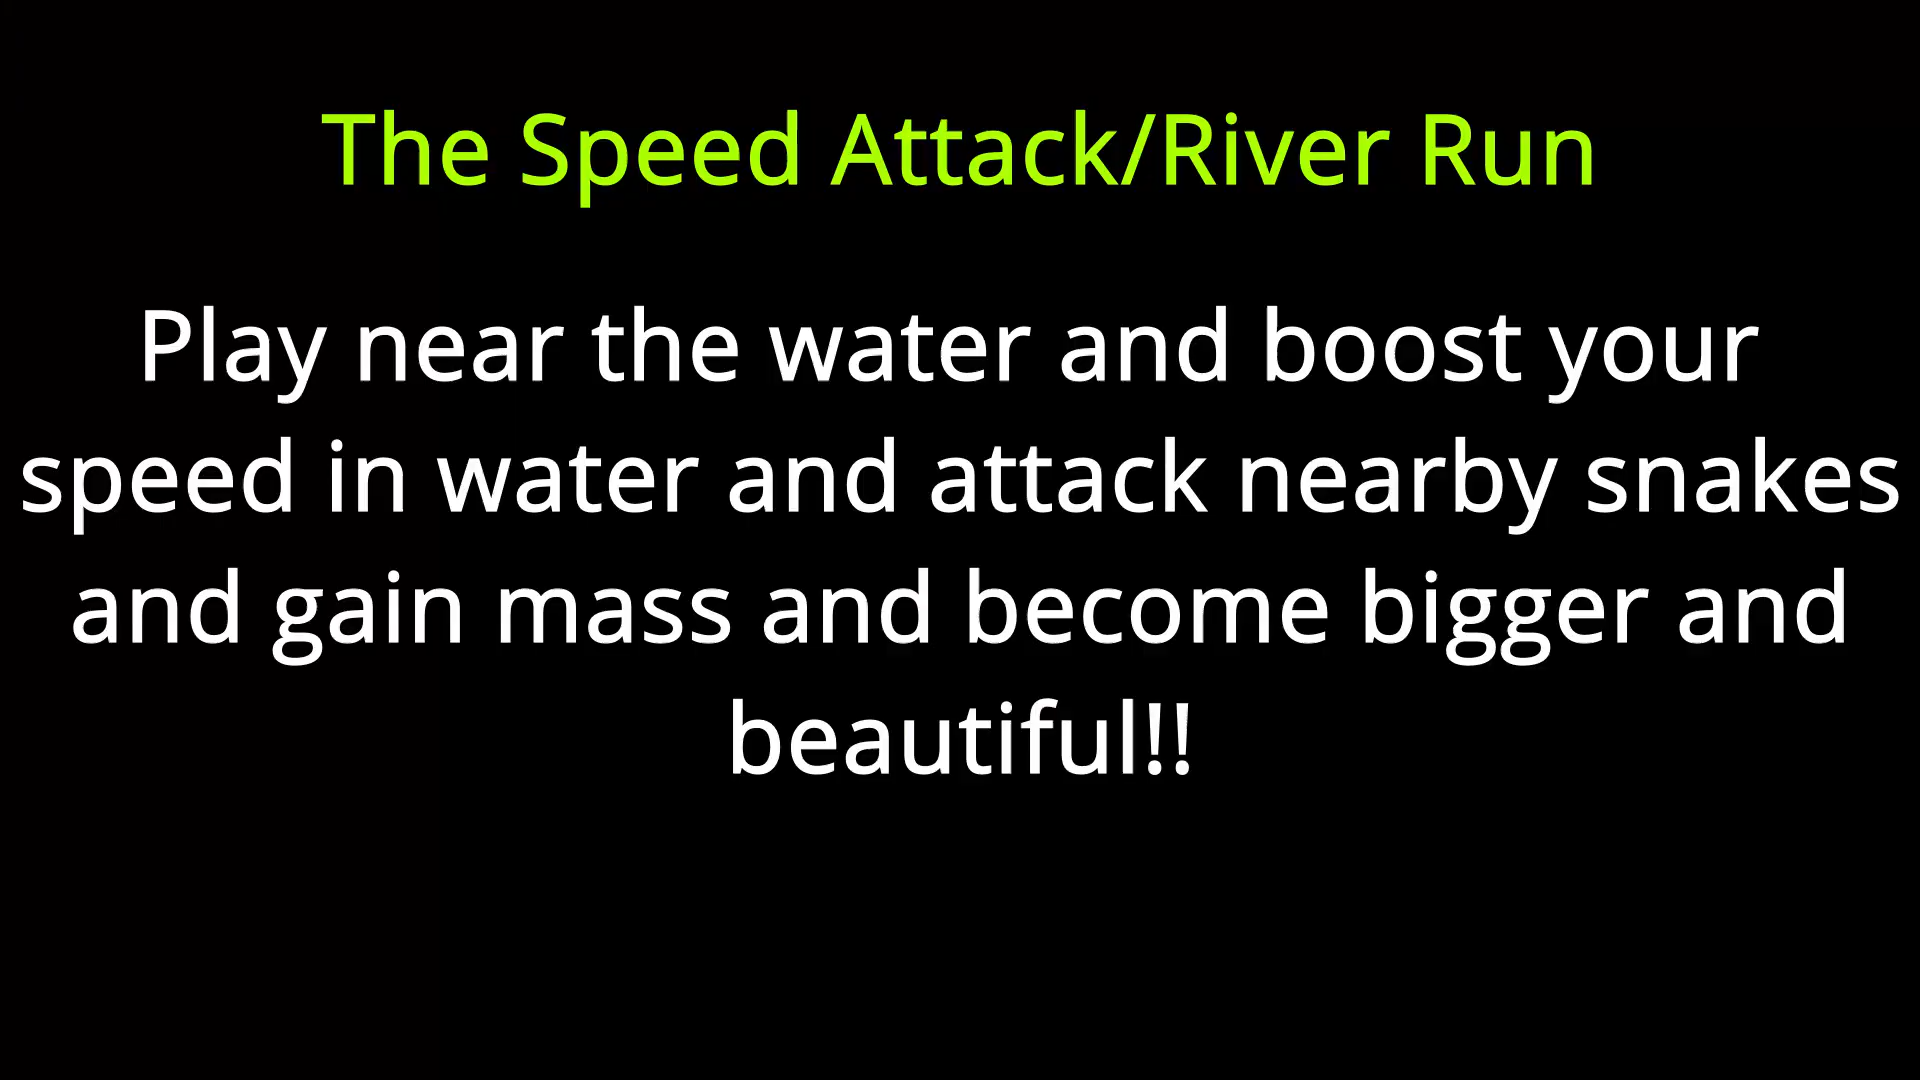 The Speed Attack/River Run
Play near the water and boost your
speed in water and attack nearby snakes
and gain mass and become bigger and
beautiful!!